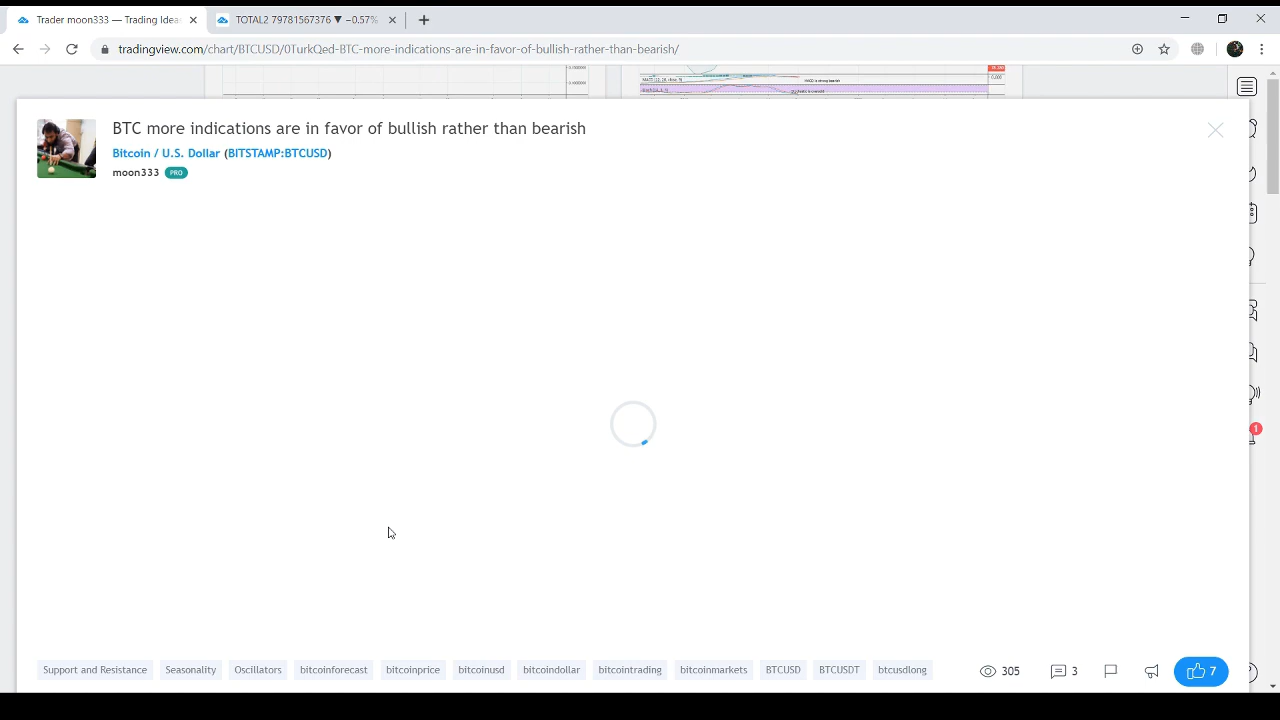 Trader moon333 — Trading Idea
TOTAL2 79781567376 ▼ −0.57%
tradingview.com/chart/BTCUSD/0TurkQed-BTC-more-indications-are-in-favor-of-bullish-rather-than-bearish/
BTC more indications are in favor of bullish rather than bearish
Bitcoin / U.S. Dollar (BITSTAMP:BTCUSD)
moon333 PRO
1
Support and Resistance Seasonality Oscillators bitcoinforecast bitcoinprice bitcoinusd bitcoindollar bitcointrading bitcoinmarkets BTCUSD BTCUSDT btcusdlong 305 3 7